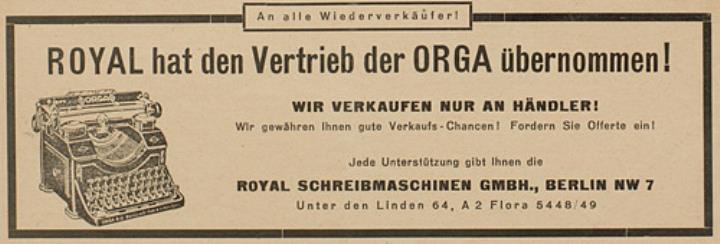 An alle Wiederverkäufer!
ROYAL hat den Vertrieb der ORGA übernommen!
ORGA
WIR VERKAUFEN NUR AN HÄNDLER!
Wir gewähren Ihnen gute Verkaufs-Chancen! Fordern Sie Offerte ein!
Jede Unterstützung gibt Ihnen die
ROYAL SCHREIBMASCHINEN GMBH., BERLIN NW 7
Unter den Linden 64, A 2 Flora 5448/49